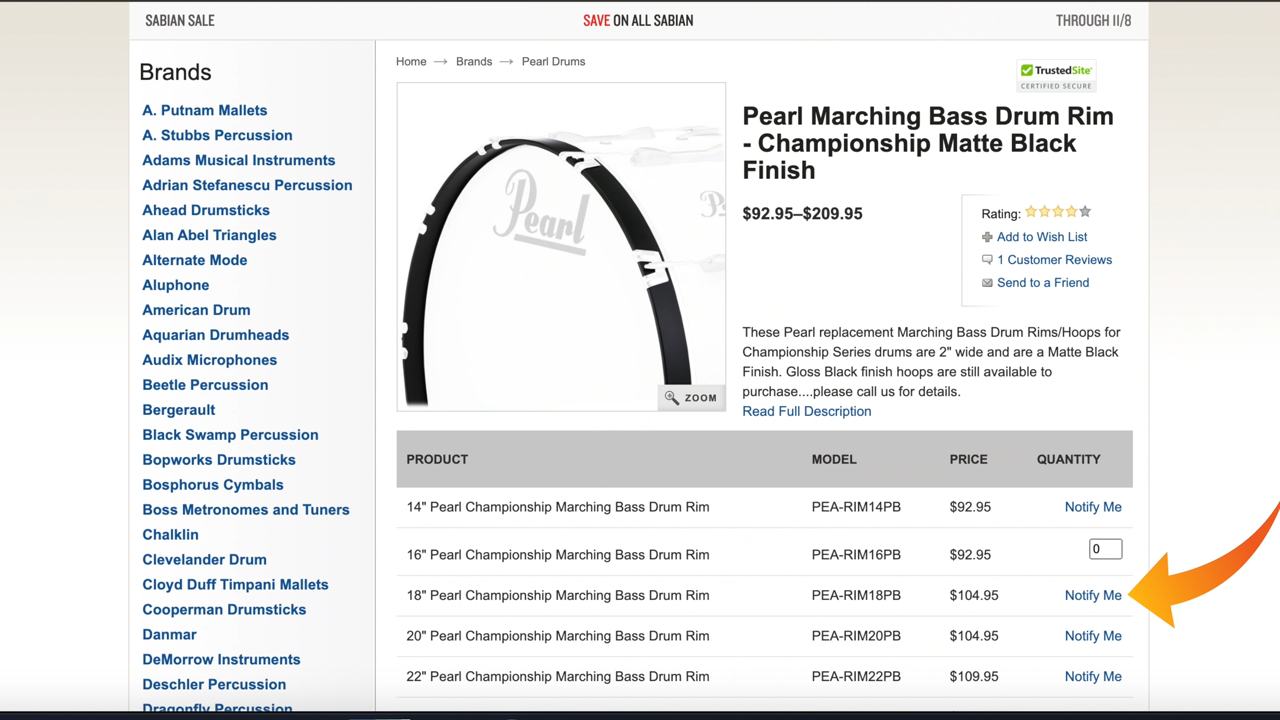 SABIAN SALE
SAVE ON ALL SABIAN
THROUGH 11/8
Brands
A. Putnam Mallets
A. Stubbs Percussion
Adams Musical Instruments
Adrian Stefanescu Percussion
Ahead Drumsticks
Alan Abel Triangles
Alternate Mode
Aluphone
American Drum
Aquarian Drumheads
Audix Microphones
Beetle Percussion
Bergerault
Black Swamp Percussion
Bopworks Drumsticks
Bosphorus Cymbals
Boss Metronomes and Tuners
Chalklin
Clevelander Drum
Cloyd Duff Timpani Mallets
Cooperman Drumsticks
Danmar
DeMorrow Instruments
Deschler Percussion
Dragonfly Percussion
Home → Brands → Pearl Drums
Pearl
ZOOM
TrustedSite
CERTIFIED SECURE
Pearl Marching Bass Drum Rim
- Championship Matte Black
Finish
$92.95–$209.95
Rating:
Add to Wish List
1 Customer Reviews
Send to a Friend
These Pearl replacement Marching Bass Drum Rims/Hoops for
Championship Series drums are 2" wide and are a Matte Black
Finish. Gloss Black finish hoops are still available to
purchase....please call us for details.
Read Full Description
PRODUCT MODEL PRICE QUANTITY
14" Pearl Championship Marching Bass Drum Rim PEA-RIM14PB $92.95 Notify Me
16" Pearl Championship Marching Bass Drum Rim PEA-RIM16PB $92.95 0
18" Pearl Championship Marching Bass Drum Rim PEA-RIM18PB $104.95 Notify Me
20" Pearl Championship Marching Bass Drum Rim PEA-RIM20PB $104.95 Notify Me
22" Pearl Championship Marching Bass Drum Rim PEA-RIM22PB $109.95 Notify Me